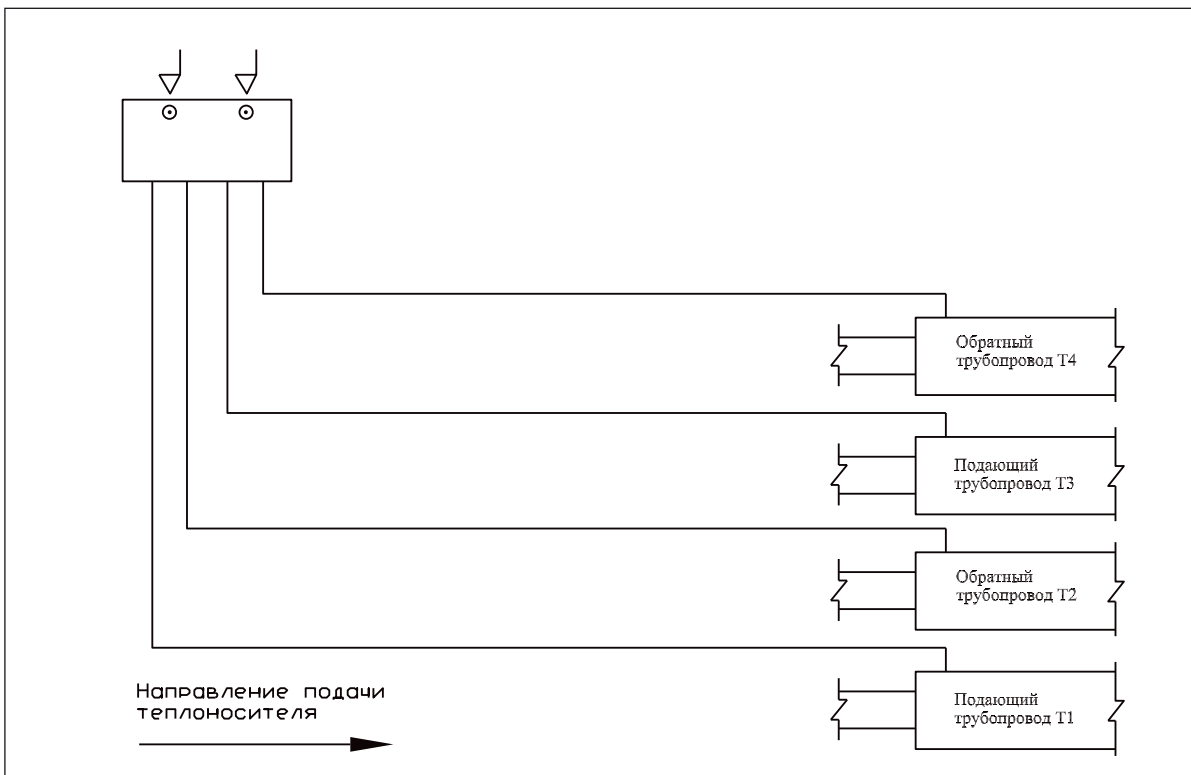 Обратный
трубопровод Т4
Подающий
трубопровод Т3
Обратный
трубопровод Т2
Подающий
трубопровод Т1
Направление подачи
теплоносителя